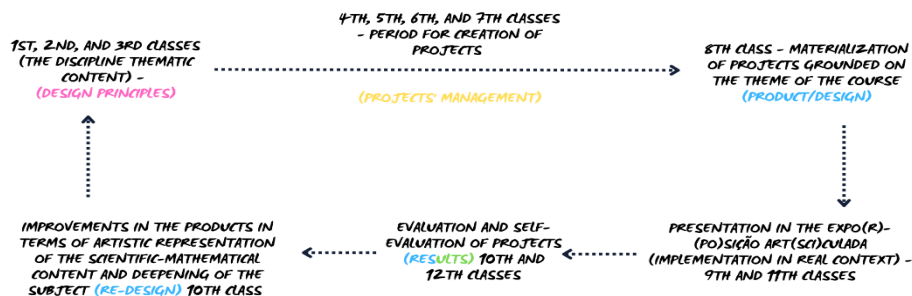 1ST, 2ND, AND 3RD CLASSES
(THE DISCIPLINE THEMATIC
CONTENT) -
(DESIGN PRINCIPLES)
4TH, 5TH, 6TH, AND 7TH CLASSES
- PERIOD FOR CREATION OF
PROJECTS
(PROJECTS' MANAGEMENT)
8TH CLASS - MATERIALIZATION
OF PROJECTS GROUNDED ON
THE THEME OF THE COURSE
(PRODUCT/DESIGN)
PRESENTATION IN THE EXPO(R)-
(PO)SIÇÃO ART(SCI)CULADA
(IMPLEMENTATION IN REAL CONTEXT) -
9TH AND 11TH CLASSES
EVALUATION AND SELF-
EVALUATION OF PROJECTS
(RESULTS) 10TH AND
12TH CLASSES
IMPROVEMENTS IN THE PRODUCTS IN
TERMS OF ARTISTIC REPRESENTATION
OF THE SCIENTIFIC-MATHEMATICAL
CONTENT AND DEEPENING OF THE
SUBJECT (RE-DESIGN) 10TH CLASS